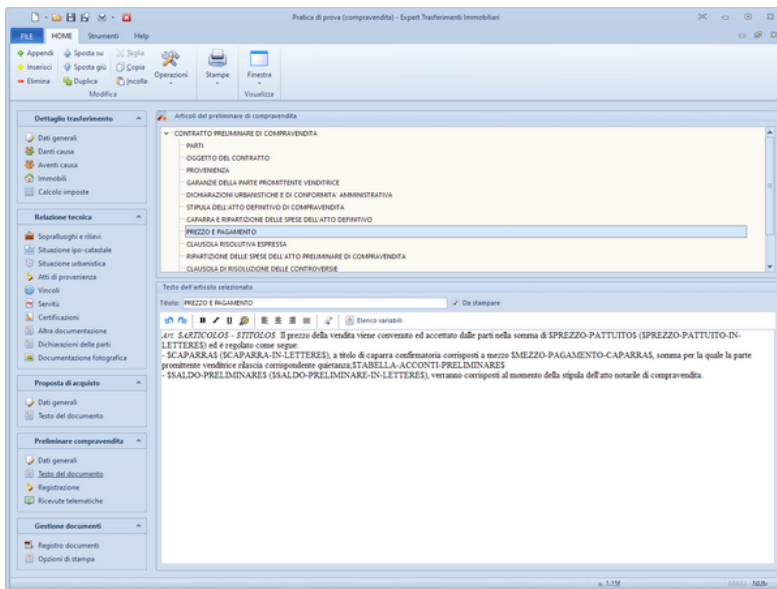 Pratica di prova (compravendita) - Expert Trasferimenti Immobiliari
FILE HOME Strumenti Help
Appendi Sposta su Taglia
Inserisci Sposta giù Copia
Elimina Duplica Incolla
Operazioni Stampe Finestra
Modifica Visualizza
Dettaglio trasferimento
Dati generali
Danti causa
Aventi causa
Immobili
Calcolo imposte
Relazione tecnica
Sopralluoghi e rilievi
Situazione ipo-catastale
Situazione urbanistica
Atti di provenienza
Vincoli
Servitù
Certificazioni
Altra documentazione
Dichiarazioni delle parti
Documentazione fotografica
Proposta di acquisto
Dati generali
Testo del documento
Preliminare compravendita
Dati generali
Testo del documento
Registrazione
Ricevute telematiche
Gestione documenti
Registro documenti
Opzioni di stampa
Articoli del preliminare di compravendita
CONTRATTO PRELIMINARE DI COMPRAVENDITA
PARTI
OGGETTO DEL CONTRATTO
PROVENIENZA
GARANZIE DELLA PARTE PROMITTENTE VENDITRICE
DICHIARAZIONI URBANISTICHE E DI CONFORMITA' AMMINISTRATIVA
STIPULA DELL'ATTO DEFINITIVO DI COMPRAVENDITA
CAPARRA E RIPARTIZIONE DELLE SPESE DELL'ATTO DEFINITIVO
PREZZO E PAGAMENTO
CLAUSOLA RISOLUTIVA ESPRESSA
RIPARTIZIONE DELLE SPESE DELL'ATTO PRELIMINARE DI COMPRAVENDITA
CLAUSOLA DI RISOLUZIONE DELLE CONTROVERSIE
Testo dell'articolo selezionato
Titolo: PREZZO E PAGAMENTO Da stampare
Elenco variabili
Art. $ARTICOLO$ - $TITOLO$. Il prezzo della vendita viene convenuto ed accettato dalle parti nella somma di $PREZZO-PATTUITO$ ($PREZZO-PATTUITO-IN-
LETTERE$) ed è regolato come segue:
- $CAPARRA$ ($CAPARRA-IN-LETTERE$), a titolo di caparra confirmatoria corrisposti a mezzo $MEZZO-PAGAMENTO-CAPARRA$, somma per la quale la parte
promittente venditrice rilascia corrispondente quietanza;$TABELLA-ACCONTI-PRELIMINARE$
- $SALDO-PRELIMINARE$ ($SALDO-PRELIMINARE-IN-LETTERE$), verranno corrisposti al momento della stipula dell'atto notarile di compravendita.
v. 1.15f MAIU NUM